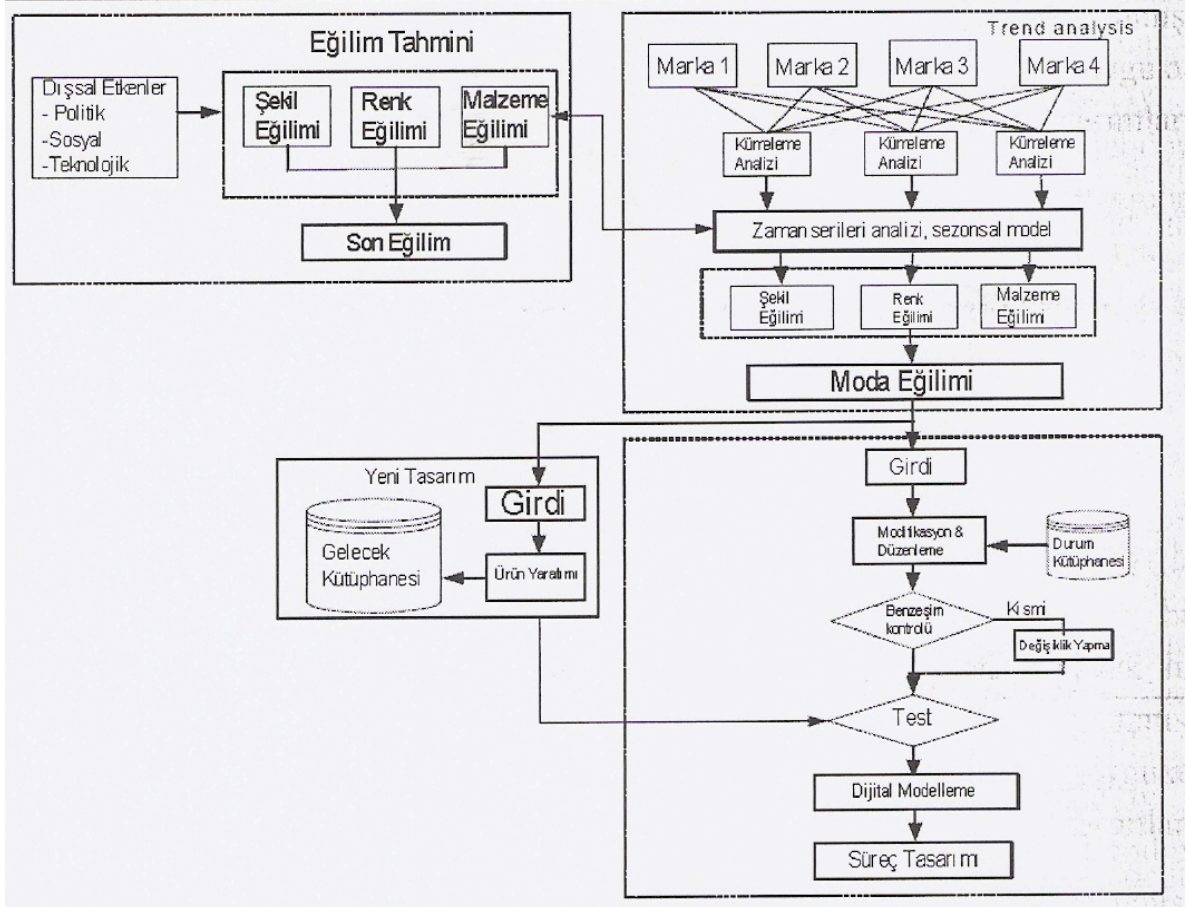 Eğilim Tahmini
Dışsal Etkenler
- Politik
-Sosyal
-Teknolojik
Şekil
Eğilimi
Renk
Eğilimi
Malzeme
Eğilimi
Son Eğilim
Trend analysis
Marka 1
Marka 2
Marka 3
Marka 4
Kümeleme
Analizi
Kümeleme
Analizi
Kümeleme
Analizi
Zaman serileri analizi, sezonsal model
Şekil
Eğilimi
Renk
Eğilimi
Malzeme
Eğilimi
Moda Eğilimi
Yeni Tasarım
Girdi
Gelecek
Kütüphanesi
Ürün Yaratımı
Girdi
Modifikasyon &
Düzenleme
Durum
Kütüphanesi
Benzeşim
kontrolü
Kismi
Değişiklik Yapma
Test
Dijital Modelleme
Süreç Tasarımı